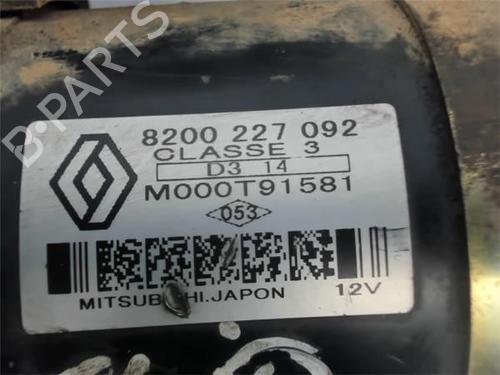 8200 227 092
CLASSE 3
D3 14
M000T91581
053
MITSUBISHI.JAPON 12V
B-PARTS